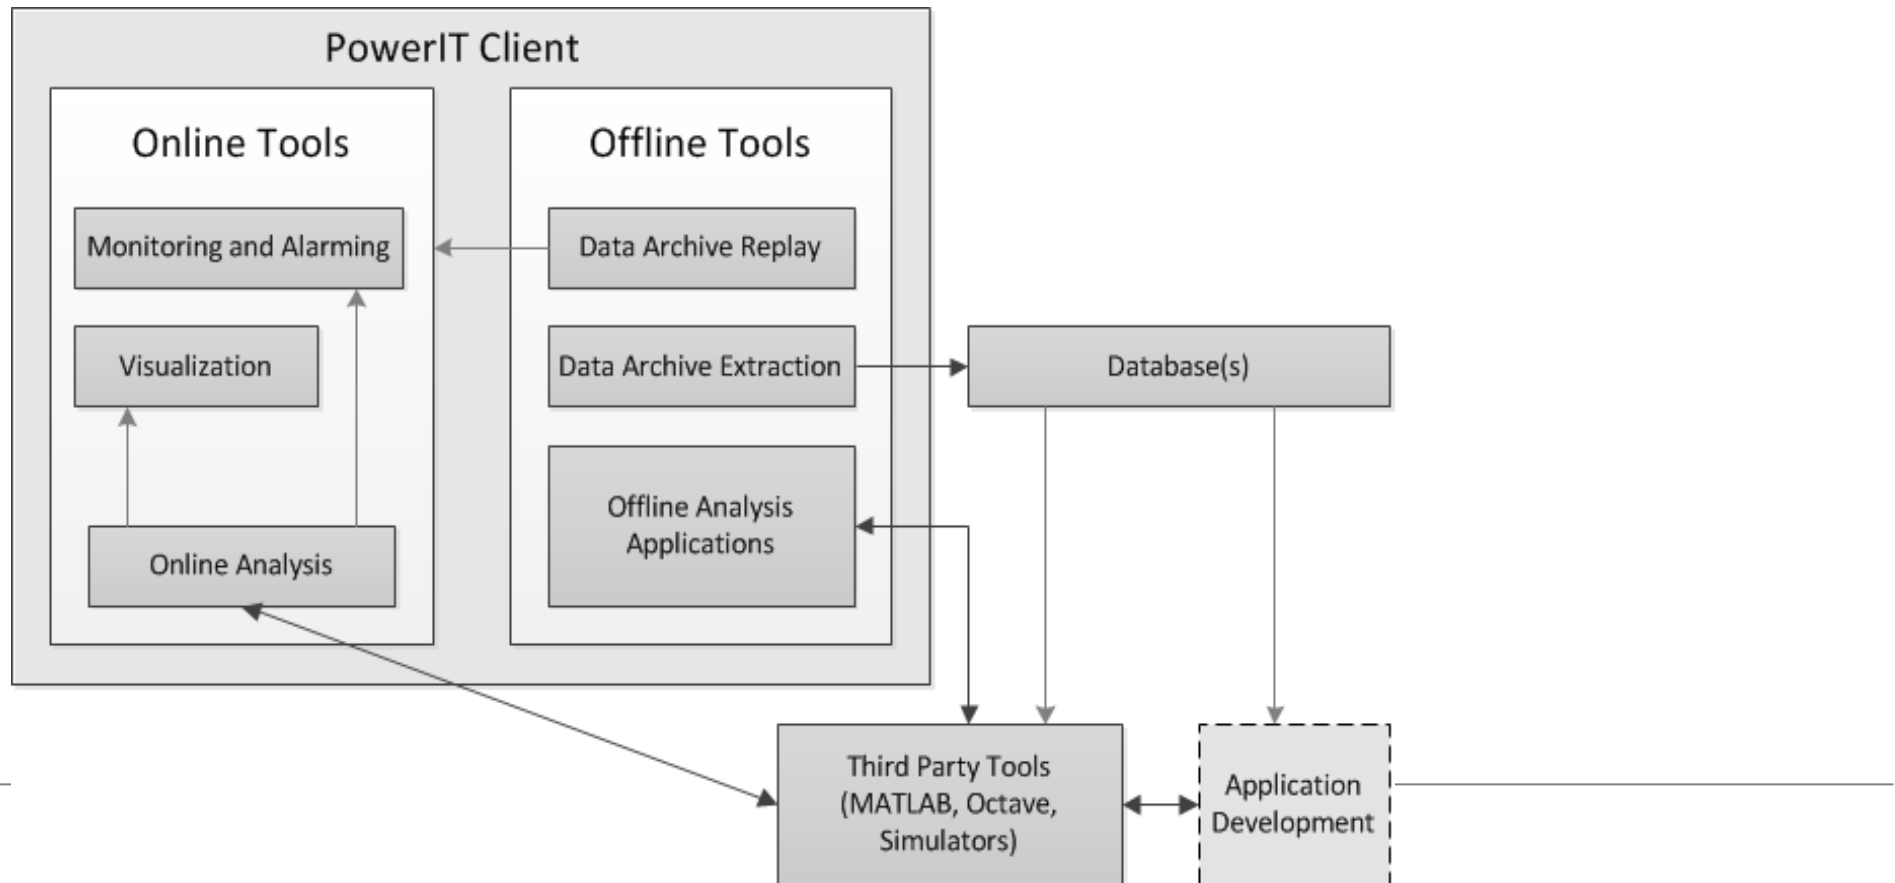 PowerIT Client
Online Tools
Monitoring and Alarming
Visualization
Online Analysis
Offline Tools
Data Archive Replay
Data Archive Extraction
Offline Analysis
Applications
Database(s)
Third Party Tools
(MATLAB, Octave,
Simulators)
Application
Development